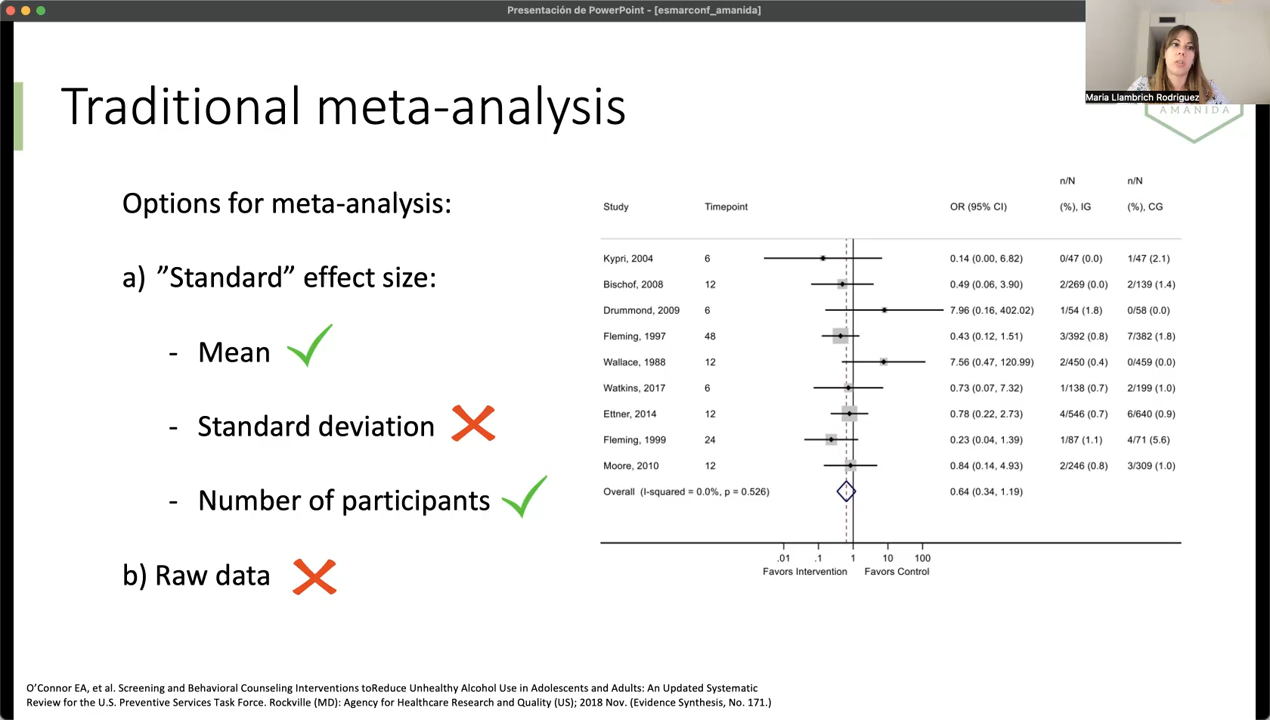 Presentación de PowerPoint - [esmarconf_amanida]
Maria Llambrich Rodriguez
AMANIDA
Traditional meta-analysis
Options for meta-analysis:
a) ”Standard” effect size:
- Mean
- Standard deviation
- Number of participants
b) Raw data
n/N n/N
Study Timepoint OR (95% CI) (%), IG (%), CG
Kypri, 2004 6 0.14 (0.00, 6.82) 0/47 (0.0) 1/47 (2.1)
Bischof, 2008 12 0.49 (0.06, 3.90) 2/269 (0.0) 2/139 (1.4)
Drummond, 2009 6 7.96 (0.16, 402.02) 1/54 (1.8) 0/58 (0.0)
Fleming, 1997 48 0.43 (0.12, 1.51) 3/392 (0.8) 7/382 (1.8)
Wallace, 1988 12 7.56 (0.47, 120.99) 2/450 (0.4) 0/459 (0.0)
Watkins, 2017 6 0.73 (0.07, 7.32) 1/138 (0.7) 2/199 (1.0)
Ettner, 2014 12 0.78 (0.22, 2.73) 4/546 (0.7) 6/640 (0.9)
Fleming, 1999 24 0.23 (0.04, 1.39) 1/87 (1.1) 4/71 (5.6)
Moore, 2010 12 0.84 (0.14, 4.93) 2/246 (0.8) 3/309 (1.0)
Overall (I-squared = 0.0%, p = 0.526) 0.64 (0.34, 1.19)
.01 .1 1 10 100
Favors Intervention Favors Control
O’Connor EA, et al. Screening and Behavioral Counseling Interventions toReduce Unhealthy Alcohol Use in Adolescents and Adults: An Updated Systematic
Review for the U.S. Preventive Services Task Force. Rockville (MD): Agency for Healthcare Research and Quality (US); 2018 Nov. (Evidence Synthesis, No. 171.)